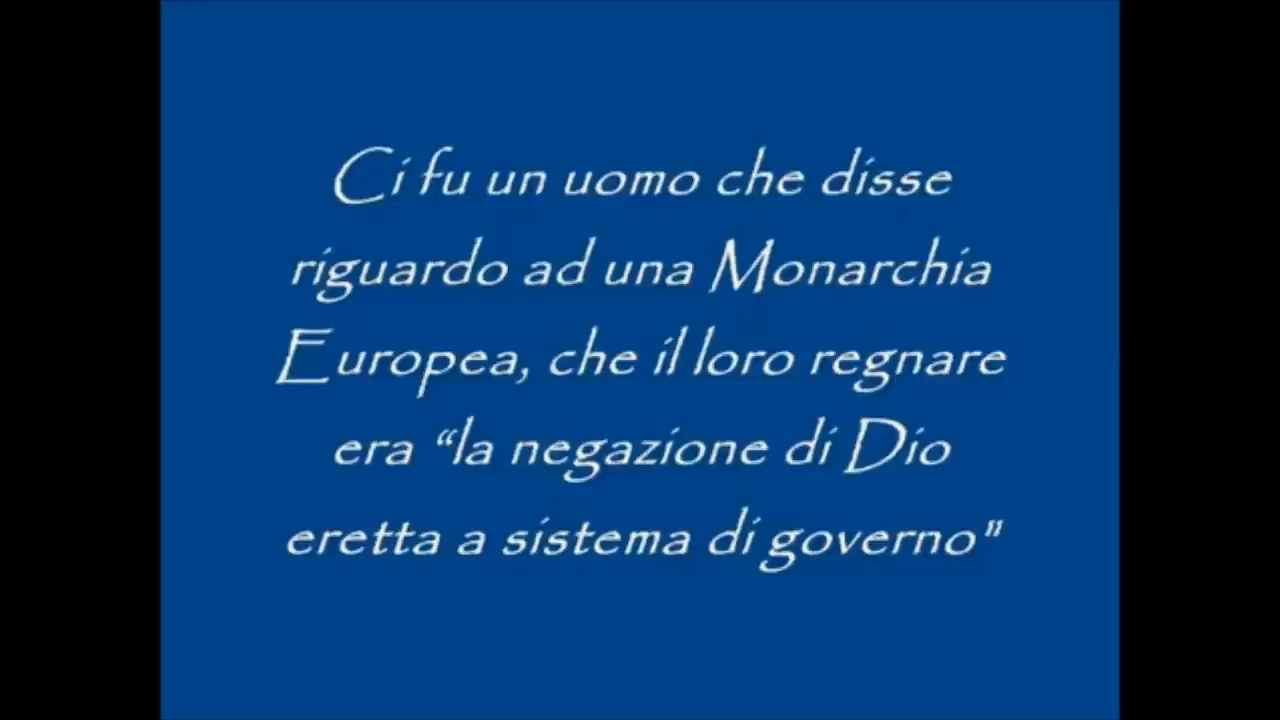 Ci fu un uomo che disse
riguardo ad una Monarchia
Europea, che il loro regnare
era “la negazione di Dio
eretta a sistema di governo"